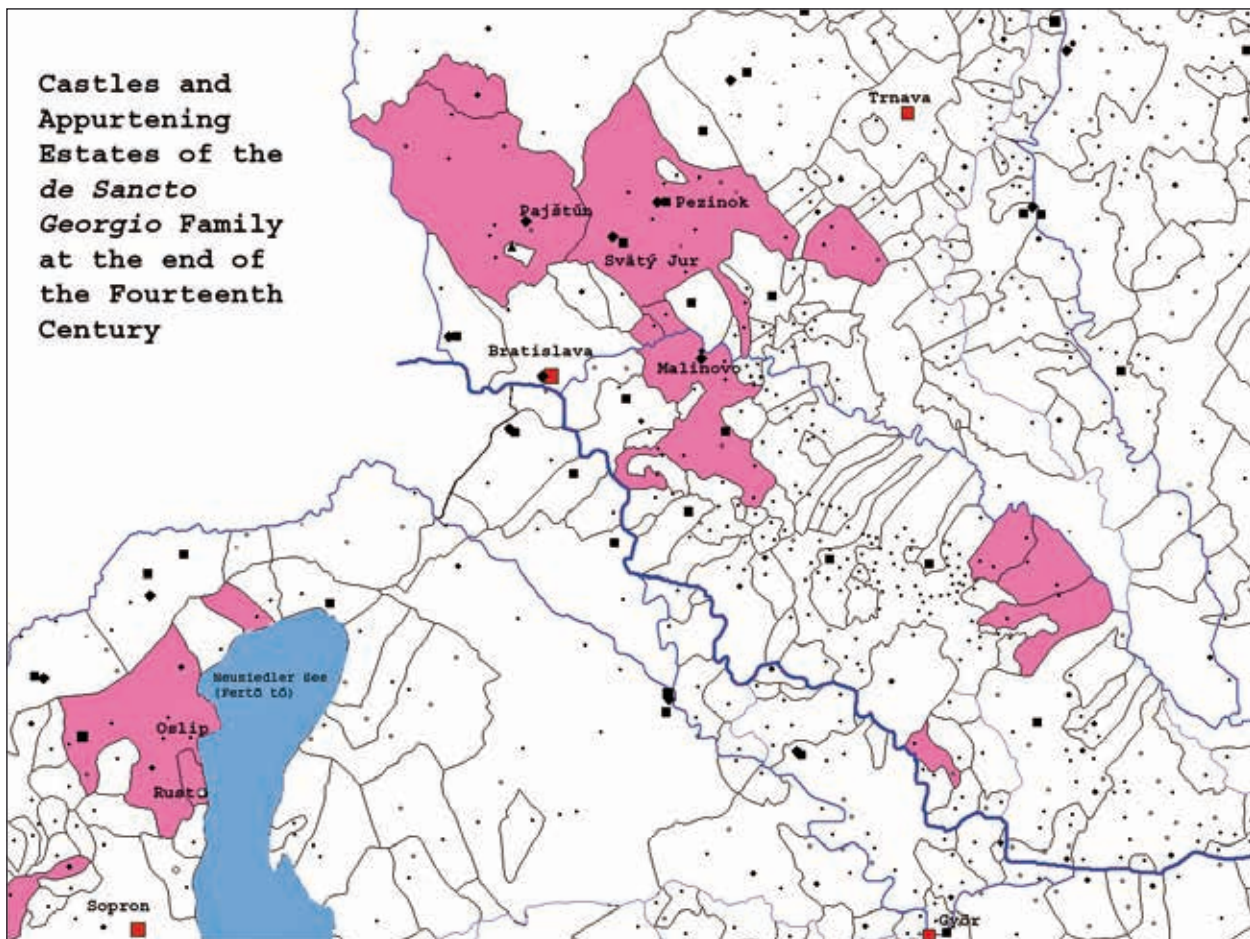 Castles and
Appurtening
Estates of the
de Sancto
Georgio Family
at the end of
the Fourteenth
Century
Trnava
Pajštún
Pezinok
Svätý Jur
Bratislava
Malinovo
Neusiedler See
(Fertő tó)
Oslip
Rust
Sopron
Győr